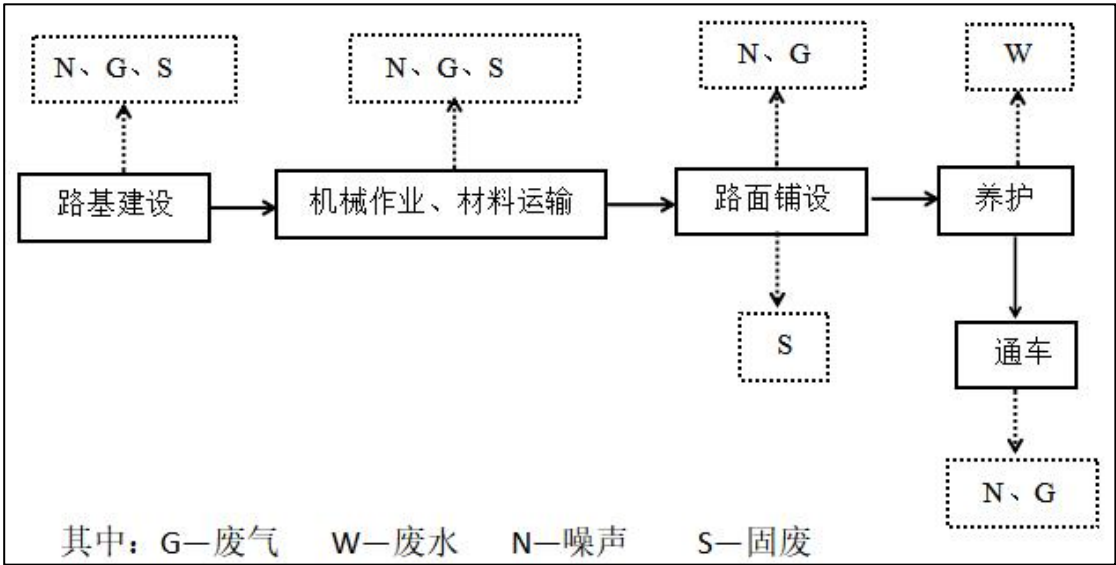 N、G、S
N、G、S
N、G
W
路基建设
机械作业、材料运输
路面铺设
养护
S
通车
N、G
其中：G—废气 W—废水 N—噪声 S—固废